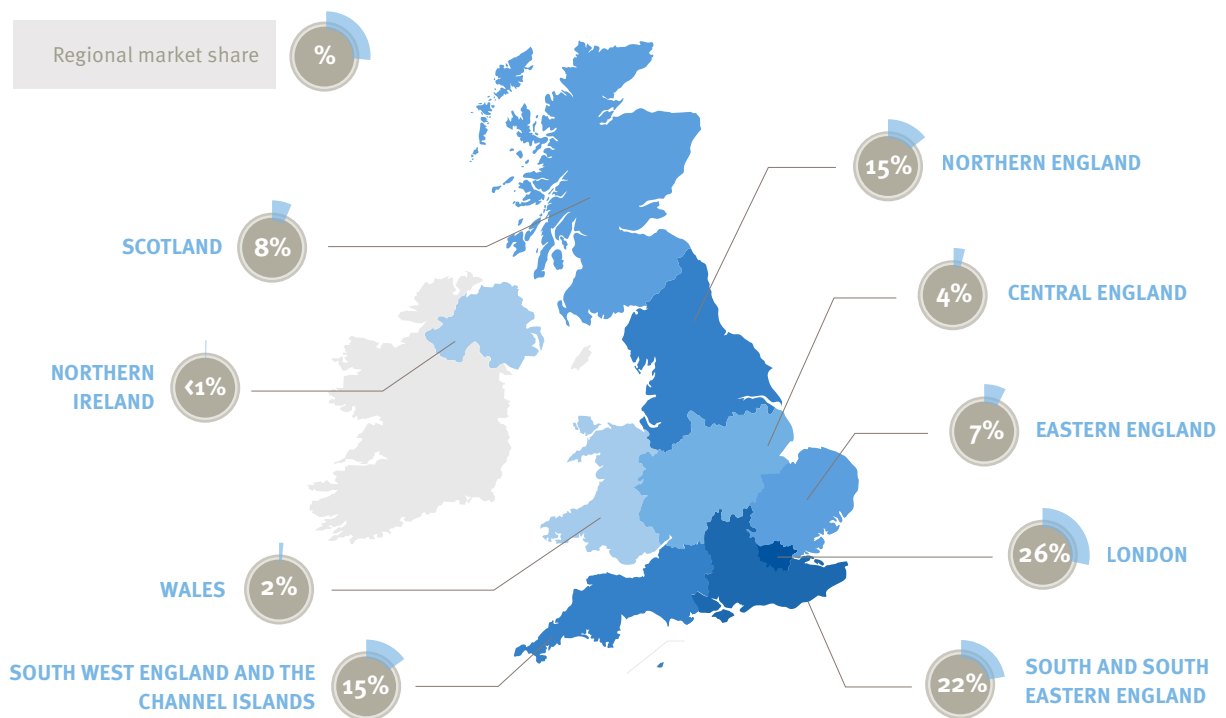 Regional market share
%
15%
NORTHERN ENGLAND
SCOTLAND
8%
4%
CENTRAL ENGLAND
NORTHERN
IRELAND
<1%
7%
EASTERN ENGLAND
26%
LONDON
WALES
2%
SOUTH WEST ENGLAND AND THE
CHANNEL ISLANDS
15%
22%
SOUTH AND SOUTH
EASTERN ENGLAND